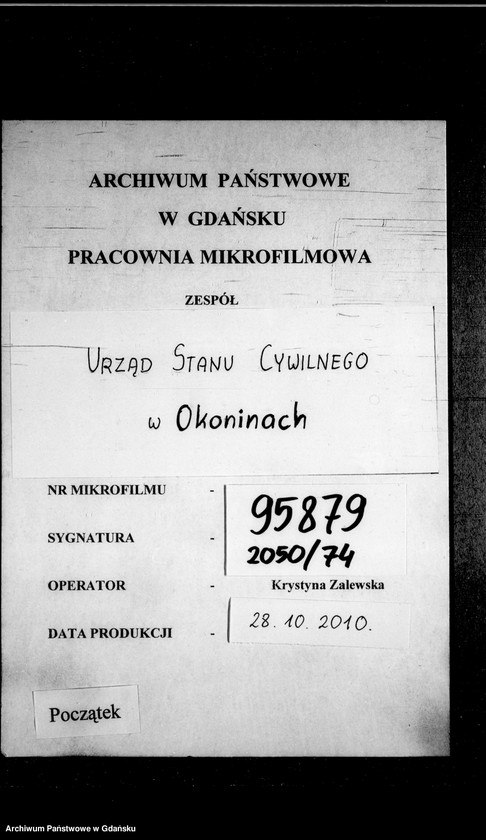 ARCHIWUM PAŃSTWOWE
W GDAŃSKU
PRACOWNIA MIKROFILMOWA
ZESPÓŁ
URZĄD STANU CYWILNEGO
w Okoninach
NR MIKROFILMU - 95879
SYGNATURA - 2050/74
OPERATOR - Krystyna Zalewska
DATA PRODUKCJI - 28.10.2010.
Początek
Archiwum Państwowe w Gdańsku